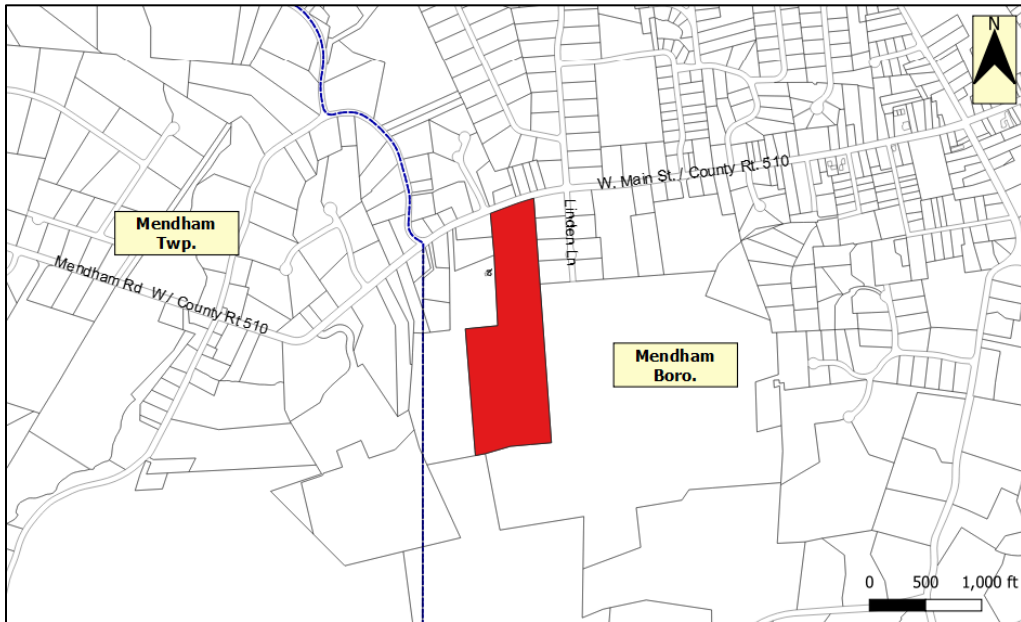 N
W. Main St. / County Rt. 510
Linden Ln
Mendham
Twp.
Mendham Rd W / County Rt 510
Mendham
Boro.
0 500 1,000 ft